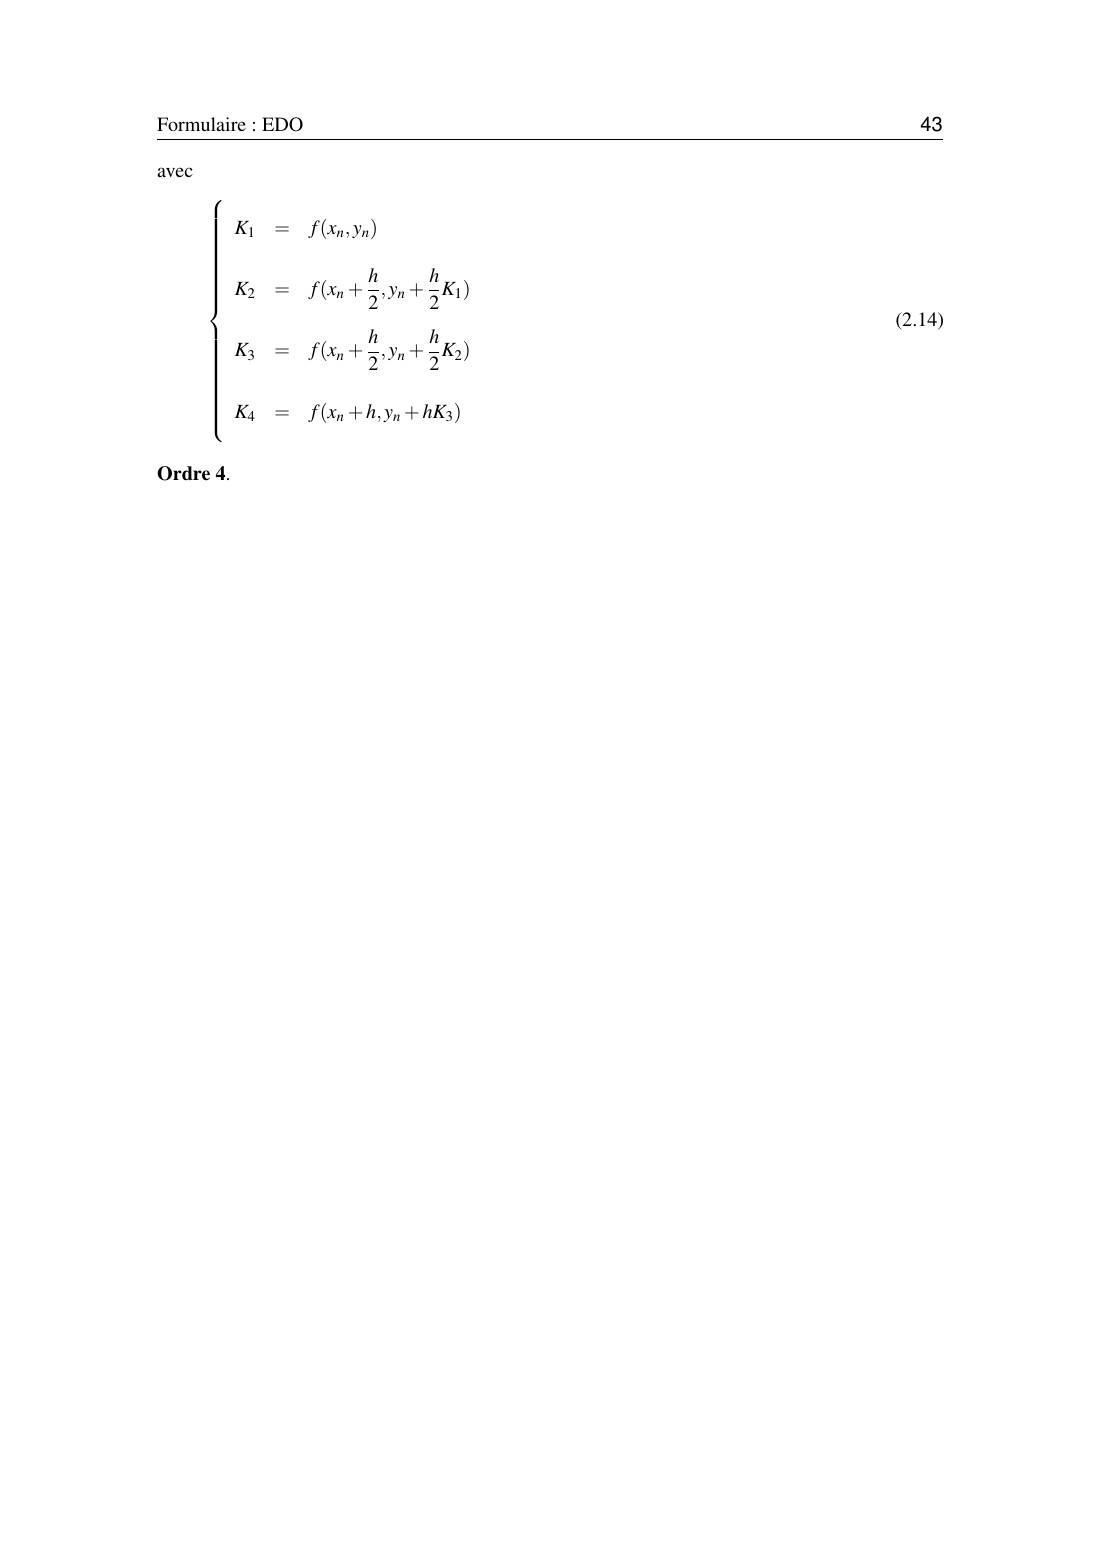 Formulaire : EDO 43
avec
K₁ = f(xₙ, yₙ)
K₂ = f(xₙ + h/2, yₙ + h/2 K₁)
(2.14)
K₃ = f(xₙ + h/2, yₙ + h/2 K₂)
K₄ = f(xₙ + h, yₙ + hK₃)
Ordre 4.